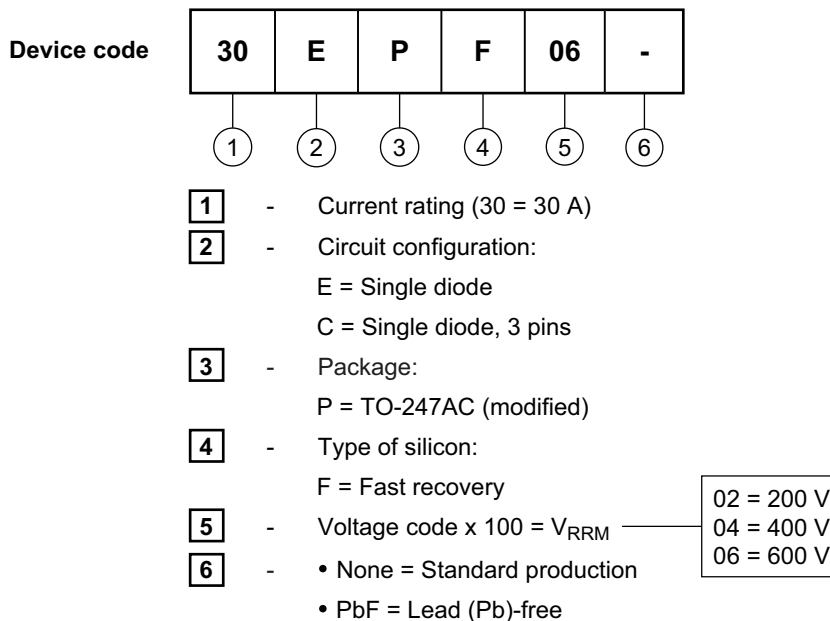 Device code 30 E P F 06 -
1 2 3 4 5 6
1 - Current rating (30 = 30 A)
2 - Circuit configuration:
E = Single diode
C = Single diode, 3 pins
3 - Package:
P = TO-247AC (modified)
4 - Type of silicon:
F = Fast recovery
5 - Voltage code x 100 = VRRM
02 = 200 V
04 = 400 V
06 = 600 V
6 - • None = Standard production
• PbF = Lead (Pb)-free